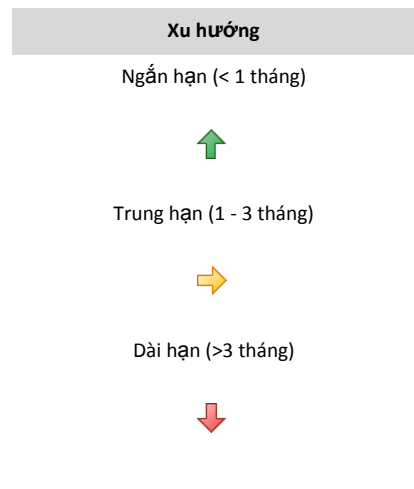 Xu hướng
Ngắn hạn (< 1 tháng)
Trung hạn (1 - 3 tháng)
Dài hạn (>3 tháng)